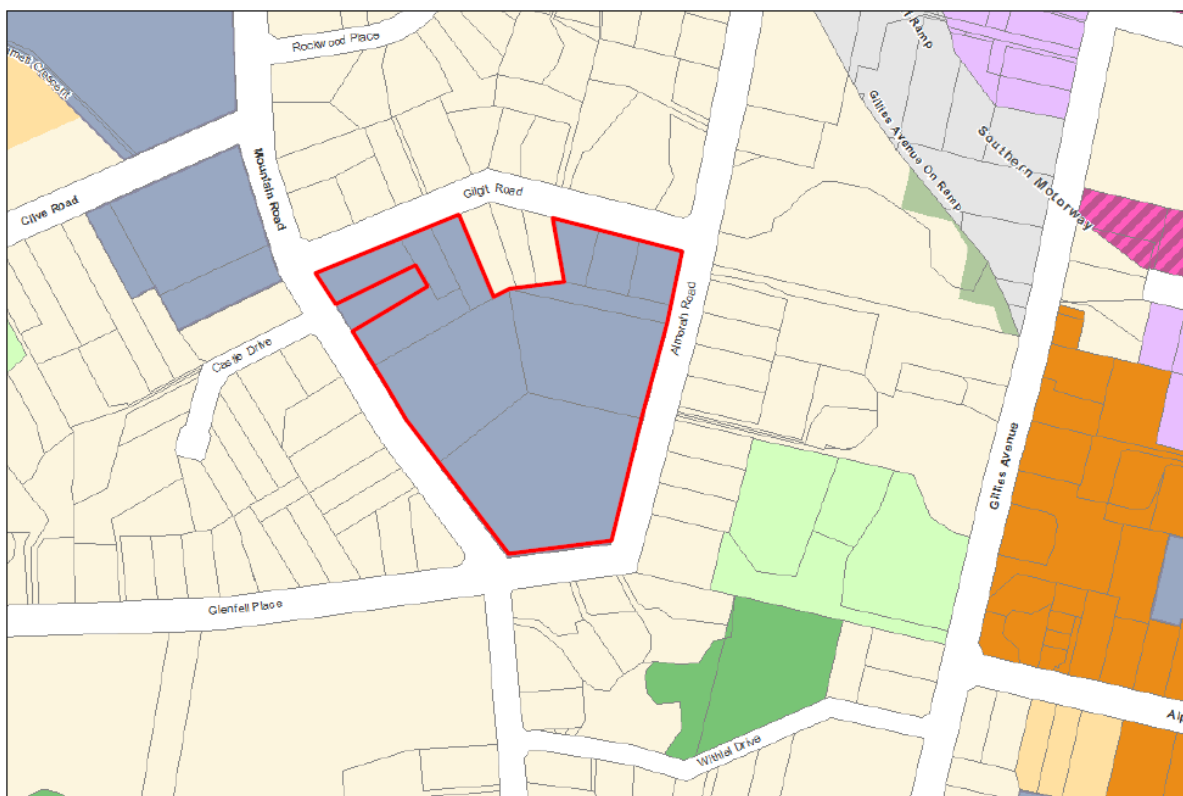 Rockwood Place
Ramp
Gillies Avenue On Ramp
Southern Motorway
Clive Road
Mountain Road
Gilgit Road
Almorah Road
Castle Drive
Gillies Avenue
Glenfell Place
Withiel Drive